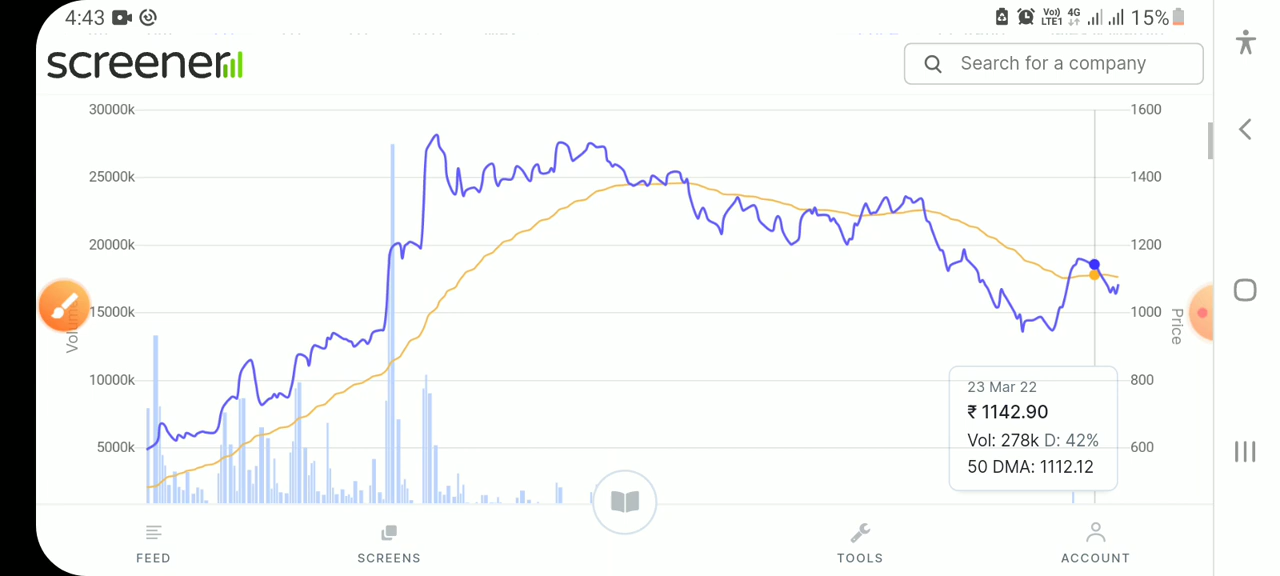 4:43
Vo)) LTE1 4G 15%
screener
Search for a company
30000k
25000k
20000k
15000k
10000k
5000k
Volume
1600
1400
1200
1000
800
600
Price
23 Mar 22
₹ 1142.90
Vol: 278k D: 42%
50 DMA: 1112.12
FEED
SCREENS
TOOLS
ACCOUNT